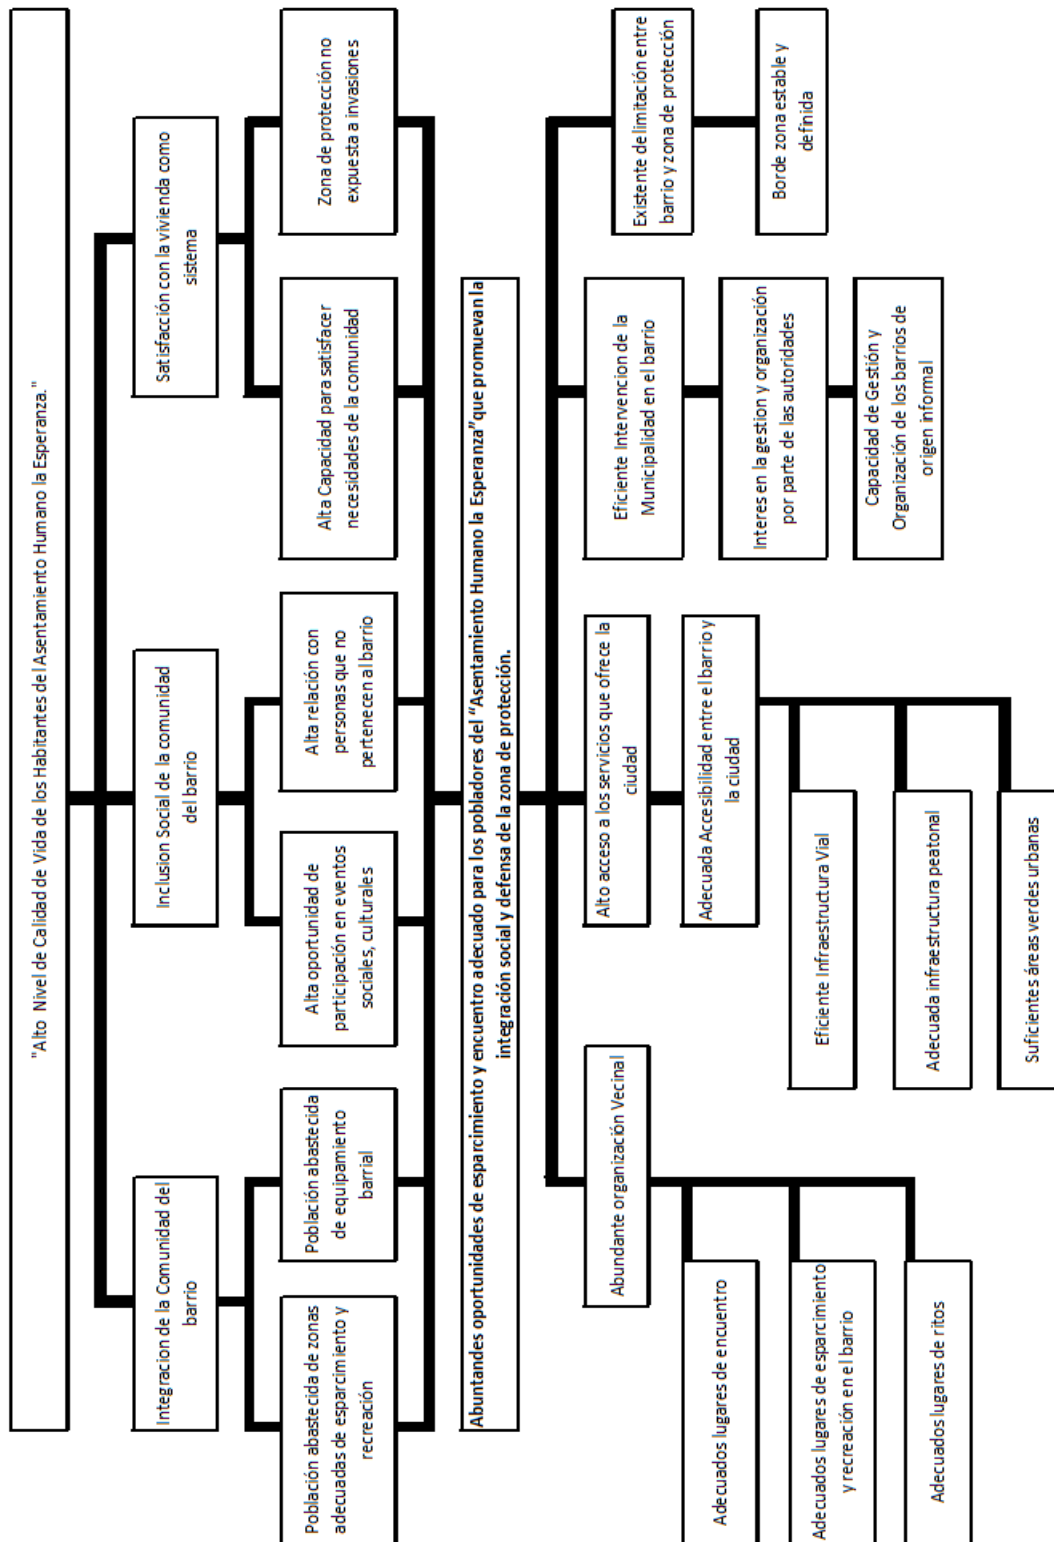 "Alto Nivel de Calidad de Vida de los Habitantes del Asentamiento Humano la Esperanza."
Integracion de la Comunidad del
barrio
Inclusion Social de la comunidad
del barrio
Satisfacción con la vivienda como
sistema
Población abastecida de zonas
adecuadas de esparcimiento y
recreación
Población abastecida
de equipamiento
barrial
Alta oportunidad de
participación en eventos
sociales, culturales
Alta relación con
personas que no
pertenecen al barrio
Alta Capacidad para satisfacer
necesidades de la comunidad
Zona de protección no
expuesta a invasiones
Abuntandes oportunidades de esparcimiento y encuentro adecuado para los pobladores del “Asentamiento Humano la Esperanza”que promuevan la
integración social y defensa de la zona de protección.
Abundante organización Vecinal
Adecuados lugares de encuentro
Adecuados lugares de esparcimiento
y recreación en el barrio
Adecuados lugares de ritos
Alto acceso a los servicios que ofrece la
ciudad
Adecuada Accesibilidad entre el barrio y
la ciudad
Eficiente Infraestructura Vial
Adecuada infraestructura peatonal
Suficientes áreas verdes urbanas
Eficiente Intervencion de la
Municipalidad en el barrio
Interes en la gestion y organización
por parte de las autoridades
Capacidad de Gestión y
Organización de los barrios de
origen informal
Existente delimitación entre
barrio y zona de protección
Borde zona estable y
definida